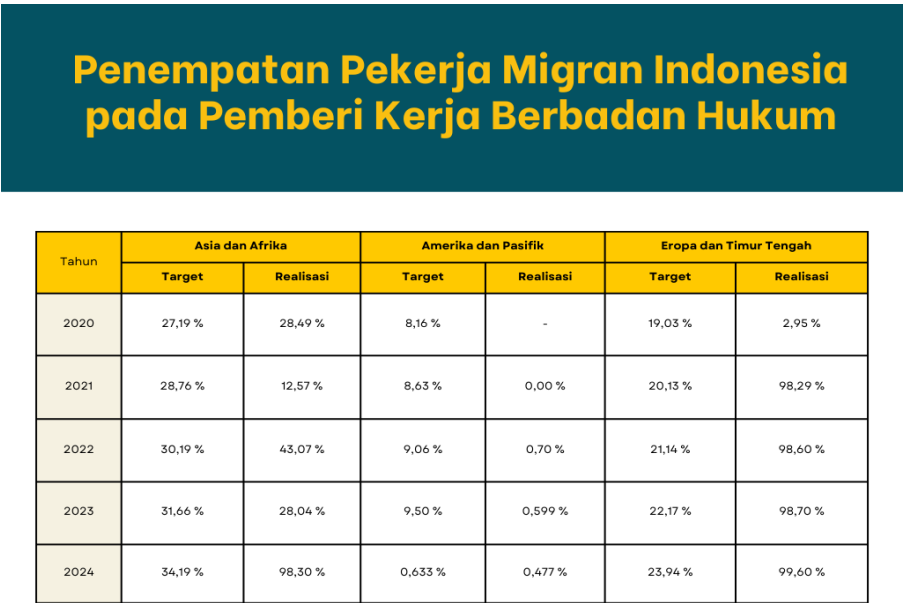 Penempatan Pekerja Migran Indonesia
pada Pemberi Kerja Berbadan Hukum
Tahun Asia dan Afrika Amerika dan Pasifik Eropa dan Timur Tengah
Target Realisasi Target Realisasi Target Realisasi
2020 27,19 % 28,49 % 8,16 % - 19,03 % 2,95 %
2021 28,76 % 12,57 % 8,63 % 0,00 % 20,13 % 98,29 %
2022 30,19 % 43,07 % 9,06 % 0,70 % 21,14 % 98,60 %
2023 31,66 % 28,04 % 9,50 % 0,599 % 22,17 % 98,70 %
2024 34,19 % 98,30 % 0,633 % 0,477 % 23,94 % 99,60 %